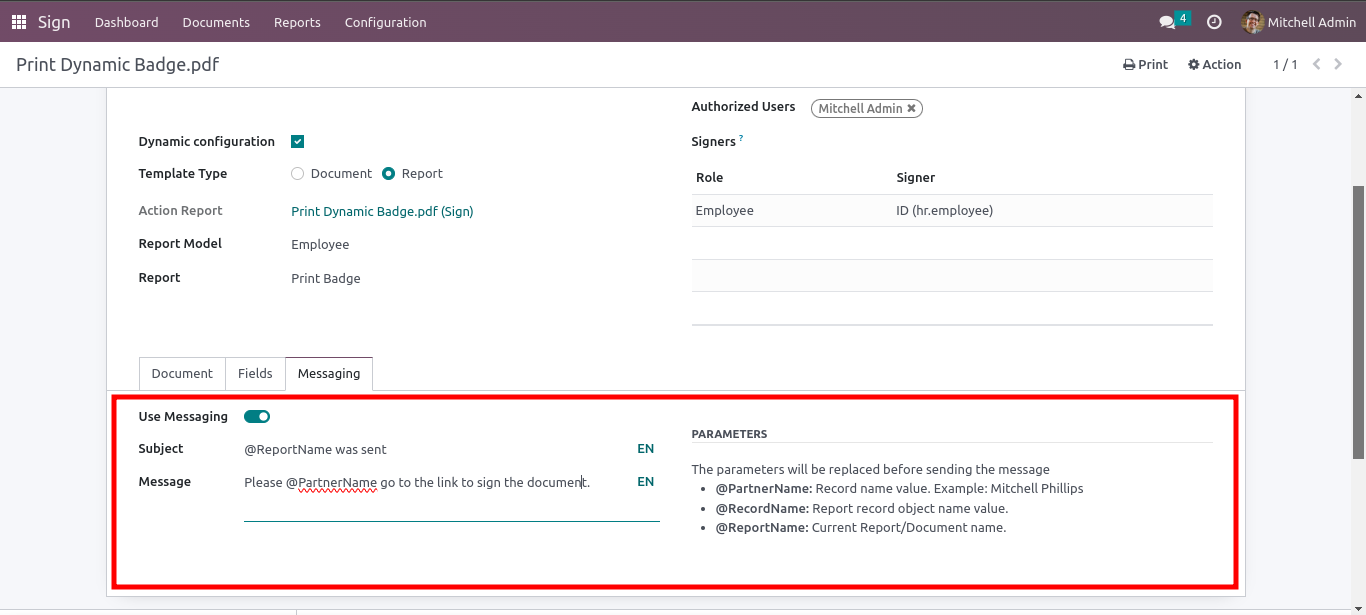 Sign Dashboard Documents Reports Configuration 4 Mitchell Admin
Print Dynamic Badge.pdf Print Action 1 / 1
Authorized Users Mitchell Admin ✖
Dynamic configuration
Template Type Document Report
Action Report Print Dynamic Badge.pdf (Sign)
Report Model Employee
Report Print Badge
Signers ?
Role Signer
Employee ID (hr.employee)
Document Fields Messaging
Use Messaging
Subject @ReportName was sent EN
Message Please @PartnerName go to the link to sign the document. EN
PARAMETERS
The parameters will be replaced before sending the message
• @PartnerName: Record name value. Example: Mitchell Phillips
• @RecordName: Report record object name value.
• @ReportName: Current Report/Document name.